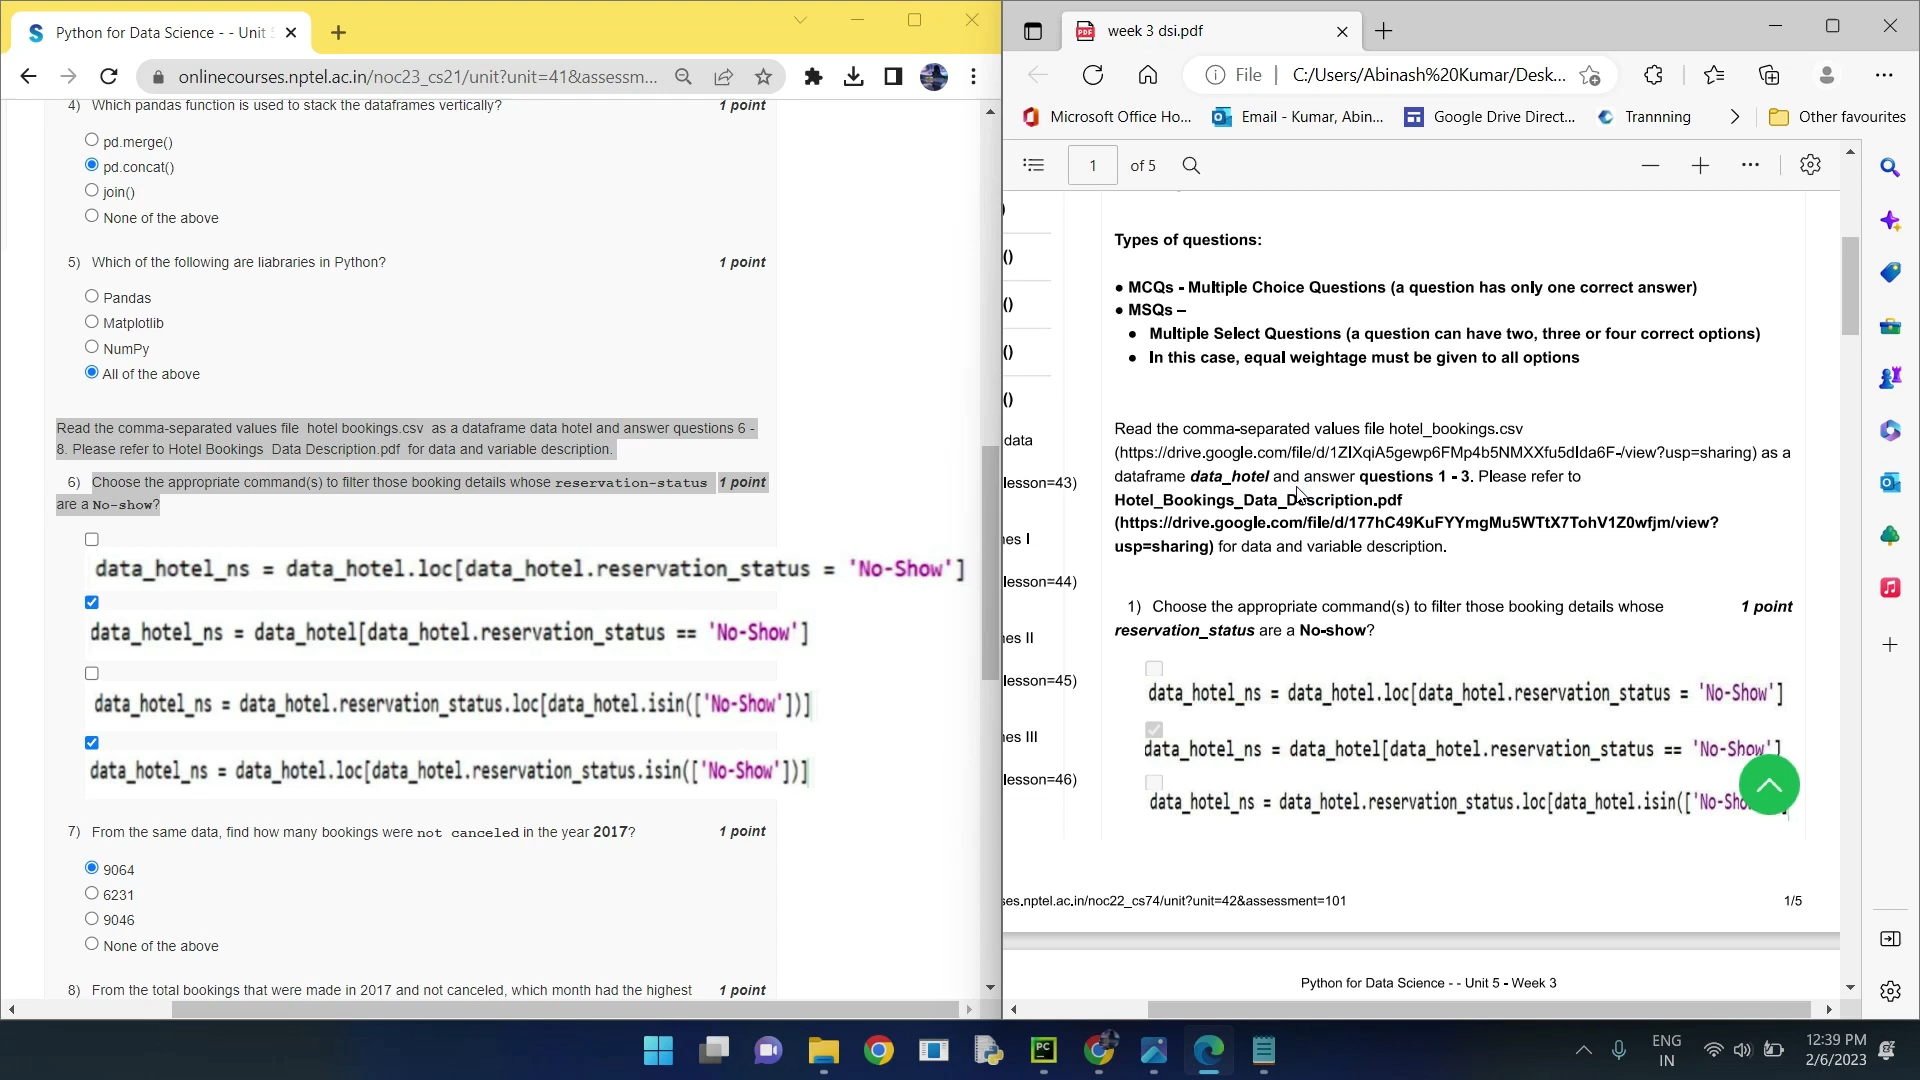 Python for Data Science - - Unit 5
onlinecourses.nptel.ac.in/noc23_cs21/unit?unit=41&assessm...
4) Which pandas function is used to stack the dataframes vertically? 1 point
pd.merge()
pd.concat()
join()
None of the above
5) Which of the following are liabraries in Python? 1 point
Pandas
Matplotlib
NumPy
All of the above
Read the comma-separated values file hotel bookings.csv as a dataframe data hotel and answer questions 6 -
8. Please refer to Hotel Bookings Data Description.pdf for data and variable description.
6) Choose the appropriate command(s) to filter those booking details whose reservation-status 1 point
are a No-show?
data_hotel_ns = data_hotel.loc[data_hotel.reservation_status = 'No-Show']
data_hotel_ns = data_hotel[data_hotel.reservation_status == 'No-Show']
data_hotel_ns = data_hotel.reservation_status.loc[data_hotel.isin(['No-Show'])]
data_hotel_ns = data_hotel.loc[data_hotel.reservation_status.isin(['No-Show'])]
7) From the same data, find how many bookings were not canceled in the year 2017? 1 point
9064
6231
9046
None of the above
8) From the total bookings that were made in 2017 and not canceled, which month had the highest 1 point
week 3 dsi.pdf
File C:/Users/Abinash%20Kumar/Desk...
Microsoft Office Ho... Email - Kumar, Abin... Google Drive Direct... Trannning Other favourites
1 of 5
)
()
()
()
()
data
lesson=43)
nes I
lesson=44)
nes II
lesson=45)
nes III
lesson=46)
Types of questions:
● MCQs - Multiple Choice Questions (a question has only one correct answer)
● MSQs –
● Multiple Select Questions (a question can have two, three or four correct options)
● In this case, equal weightage must be given to all options
Read the comma-separated values file hotel_bookings.csv
(https://drive.google.com/file/d/1ZIXqiA5gewp6FMp4b5NMXXfu5dIda6F-/view?usp=sharing) as a
dataframe data_hotel and answer questions 1 - 3. Please refer to
Hotel_Bookings_Data_Description.pdf
(https://drive.google.com/file/d/177hC49KuFYYmgMu5WTtX7TohV1Z0wfjm/view?
usp=sharing) for data and variable description.
1) Choose the appropriate command(s) to filter those booking details whose 1 point
reservation_status are a No-show?
data_hotel_ns = data_hotel.loc[data_hotel.reservation_status = 'No-Show']
data_hotel_ns = data_hotel[data_hotel.reservation_status == 'No-Show']
data_hotel_ns = data_hotel.reservation_status.loc[data_hotel.isin(['No-Sho
ses.nptel.ac.in/noc22_cs74/unit?unit=42&assessment=101 1/5
Python for Data Science - - Unit 5 - Week 3
ENG
IN
12:39 PM
2/6/2023